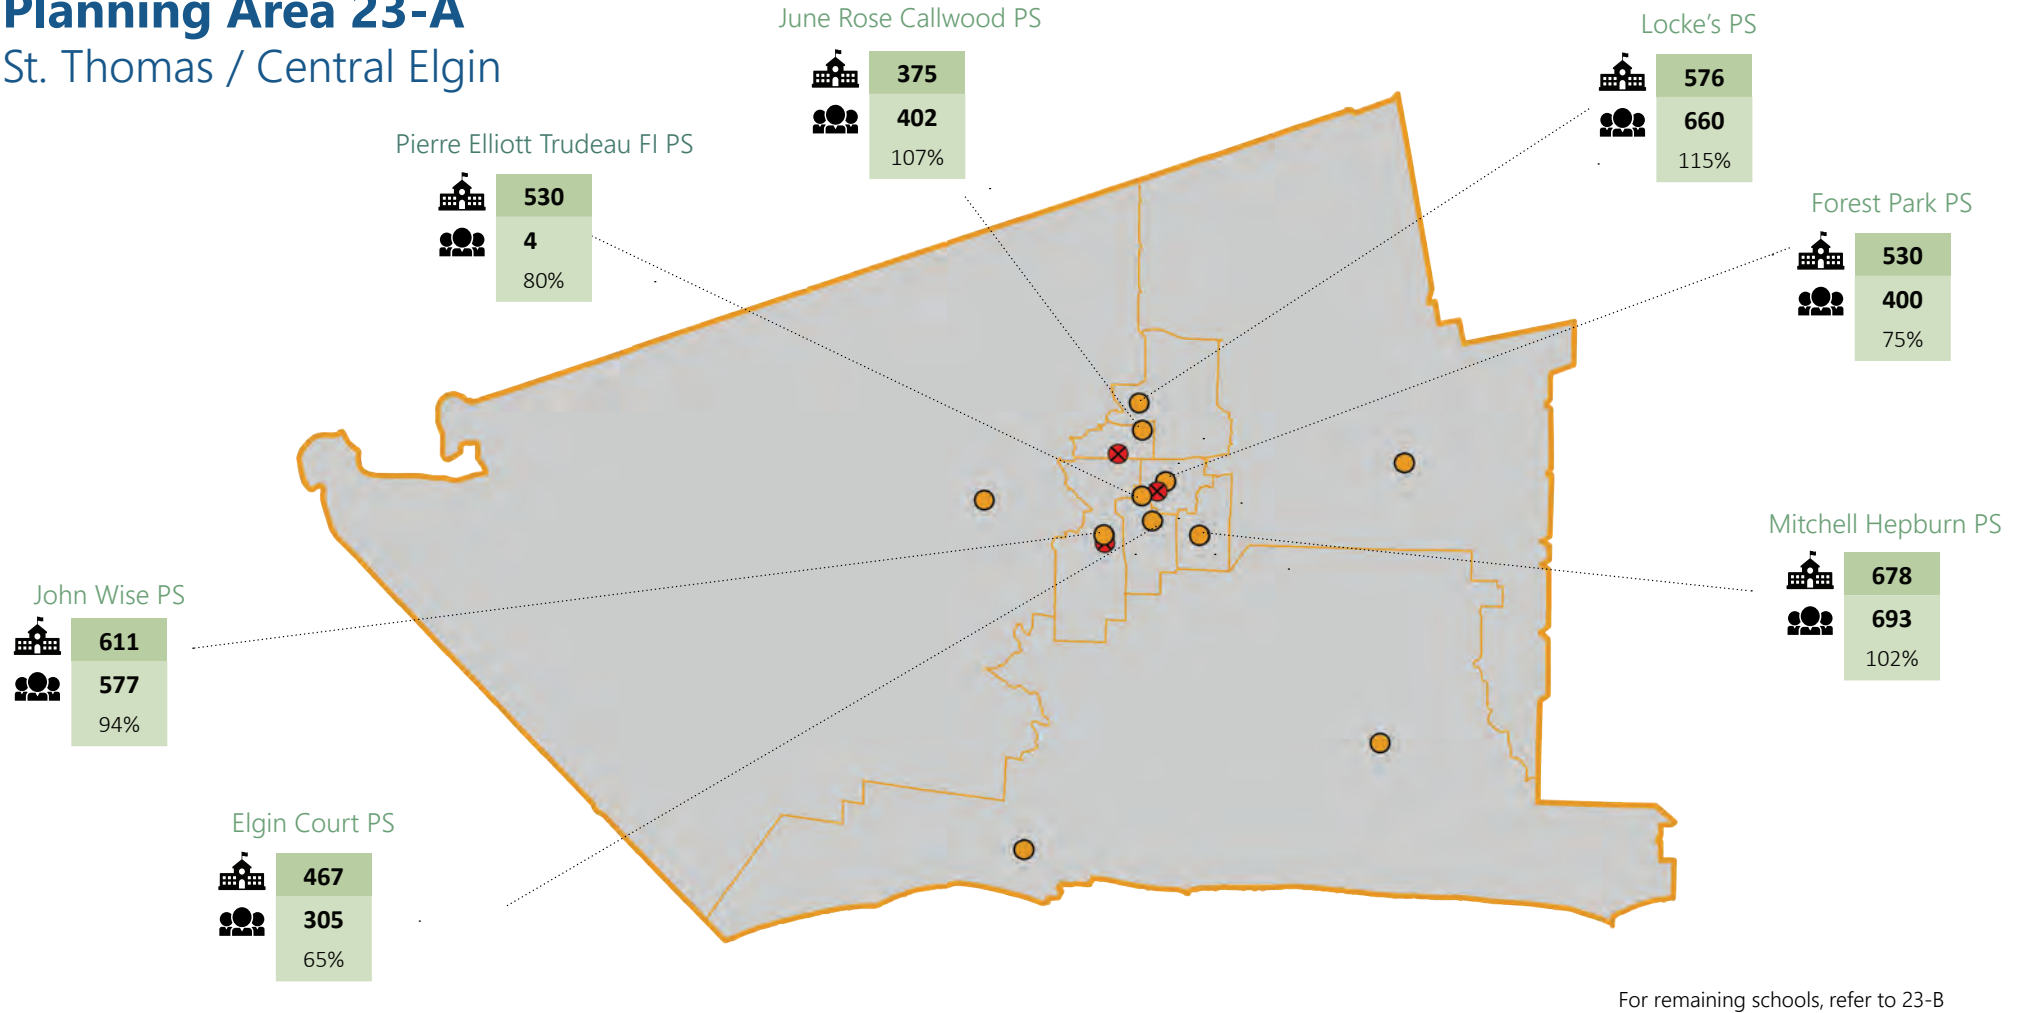 Planning Area 23-A
St. Thomas / Central Elgin
June Rose Callwood PS
375
402
107%
Locke's PS
576
660
115%
Pierre Elliott Trudeau FI PS
530
4
80%
Forest Park PS
530
400
75%
Mitchell Hepburn PS
678
693
102%
John Wise PS
611
577
94%
Elgin Court PS
467
305
65%
For remaining schools, refer to 23-B